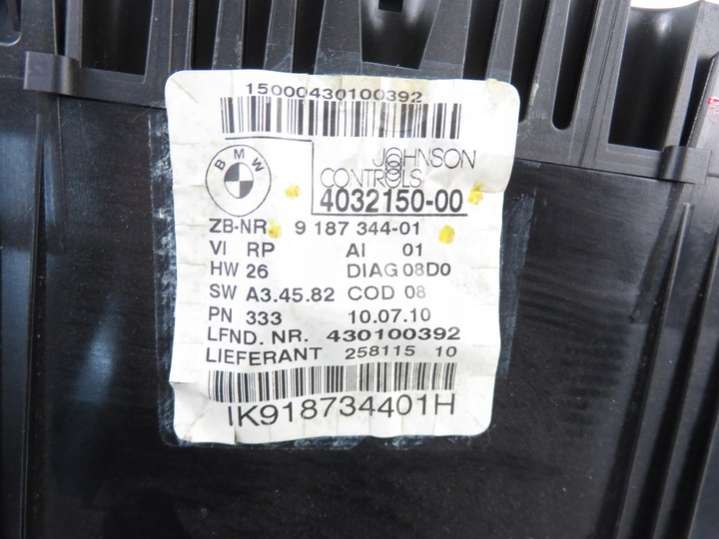 15000430100392
BMW
JOHNSON
CONTROLS
4032150-00
ZB-NR 9 187 344-01
VI RP AI 01
HW 26 DIAG 08D0
SW A3.45.82 COD 08
PN 333 10.07.10
LFND. NR. 430100392
LIEFERANT 258115 10
IK918734401H